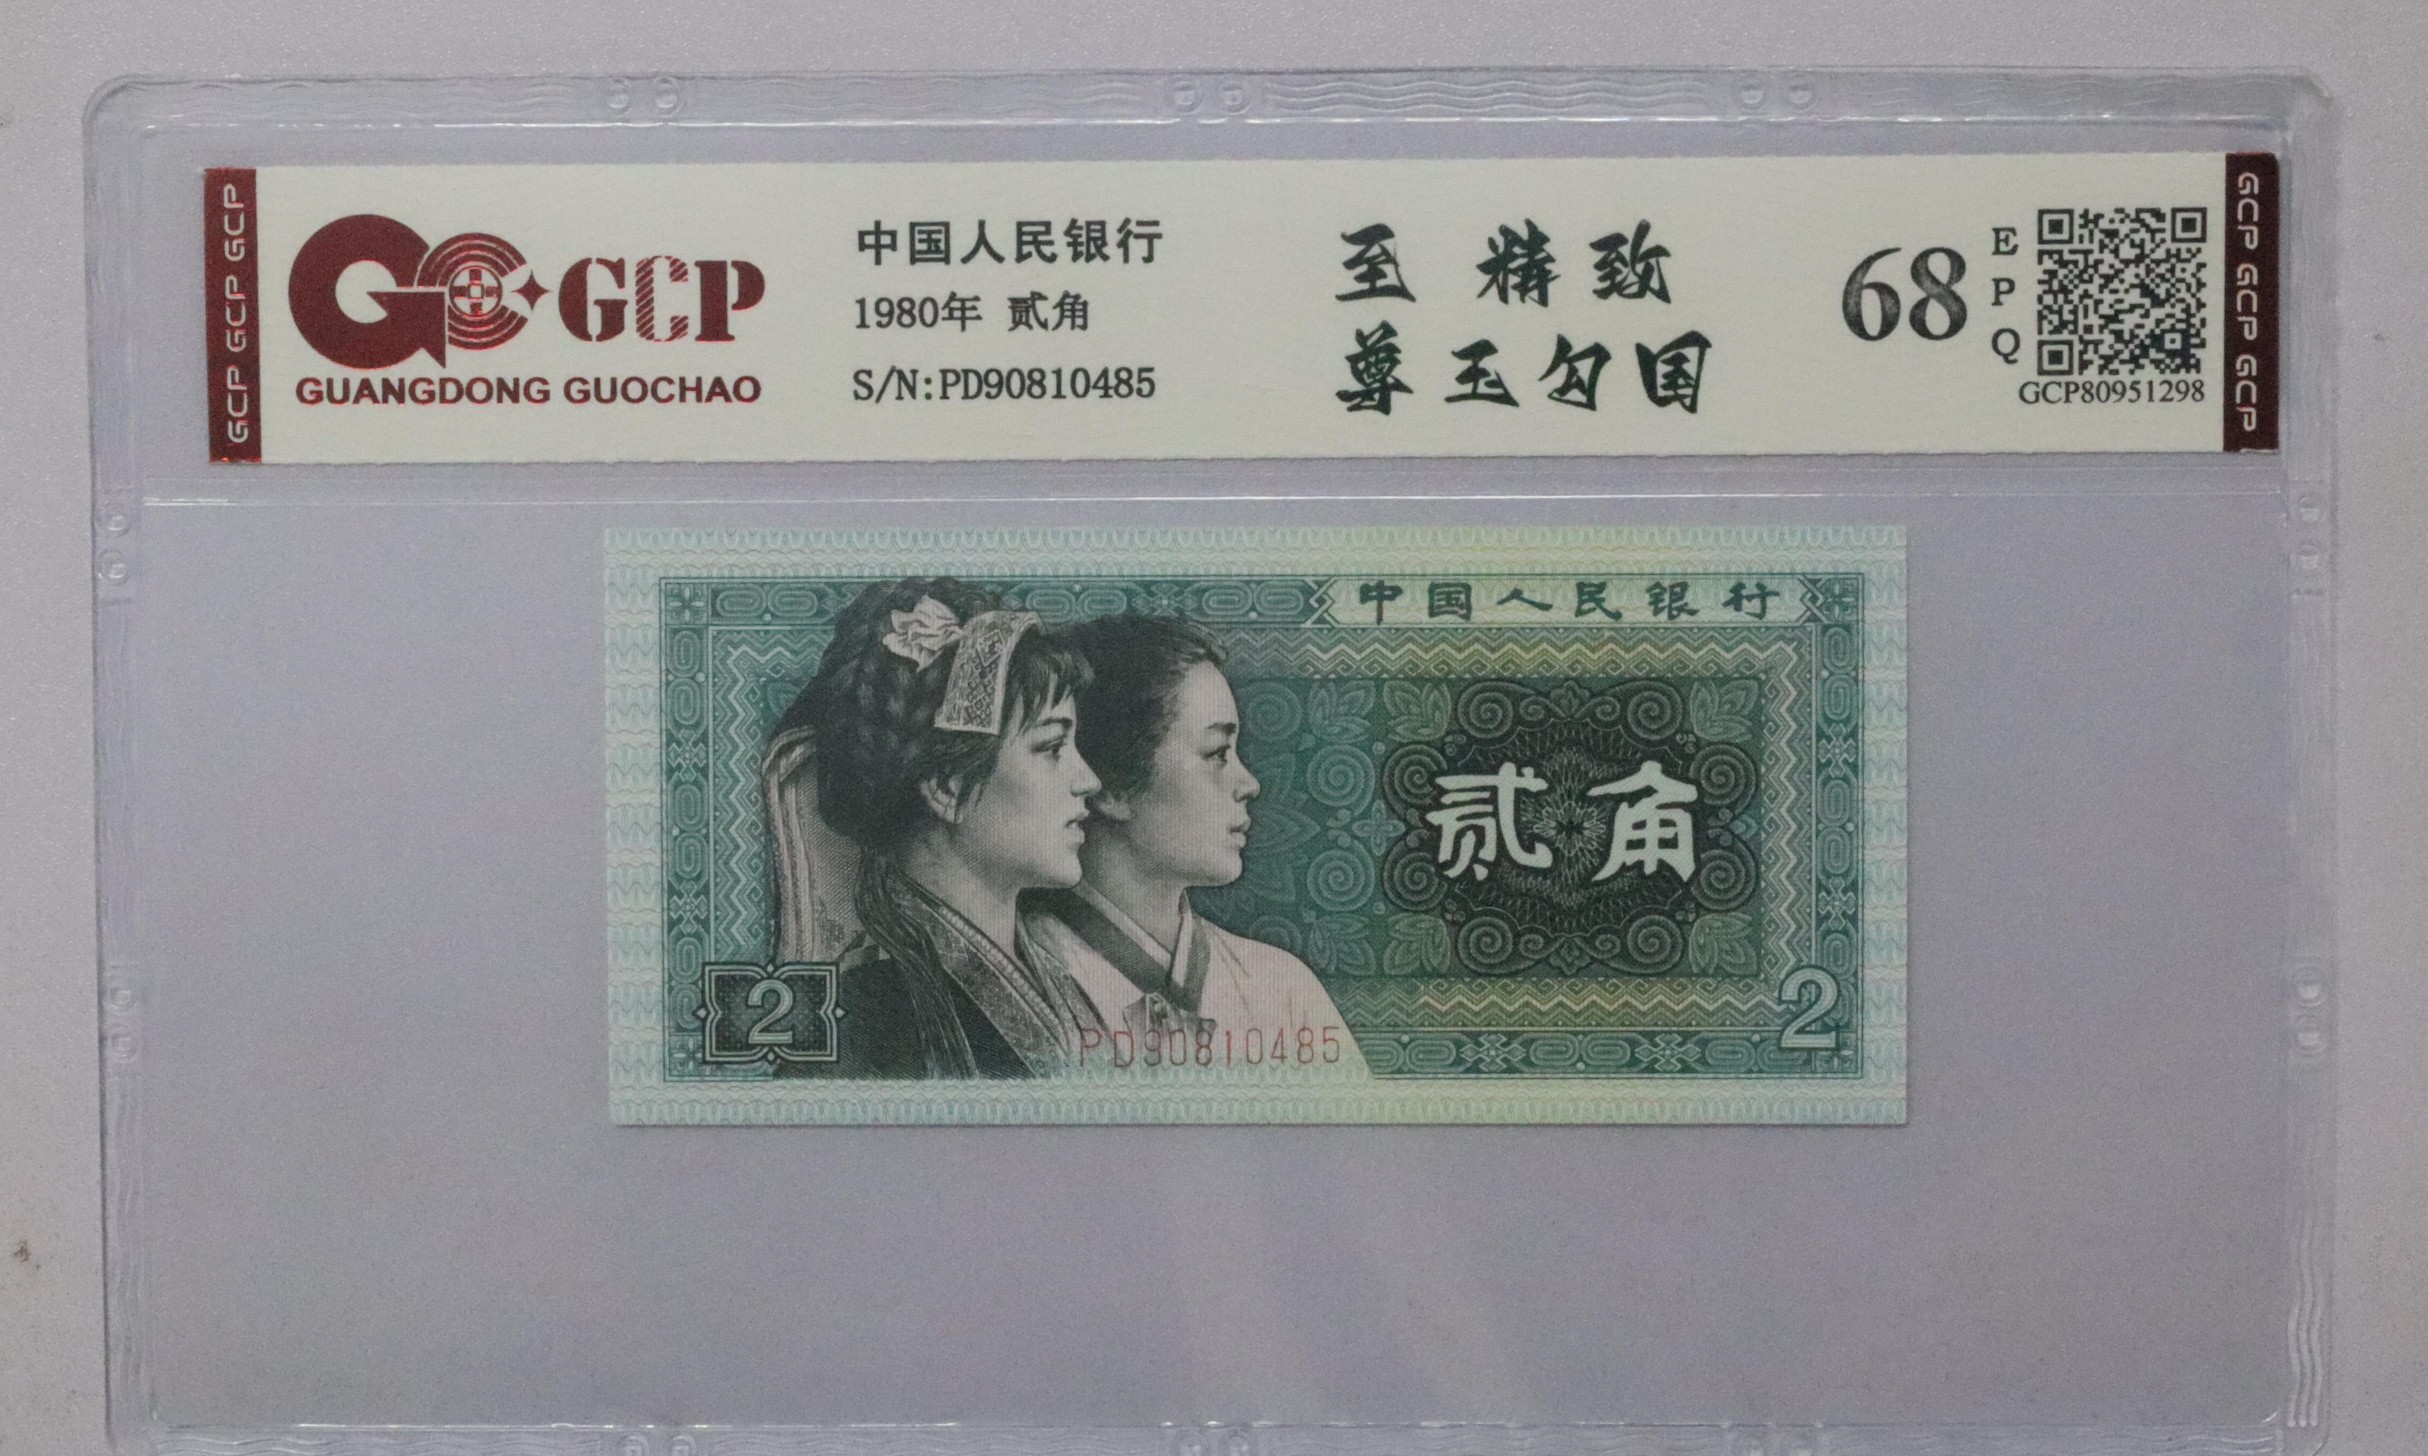 GCP GCP GCP
GCP
GUANGDONG GUOCHAO
中国人民银行
1980年 贰角
S/N:PD90810485
至 精 致
尊 玉 勾 国
68
E
P
Q
GCP80951298
GCP GCP GCP
中国人民银行
贰角
2
2
PD90810485